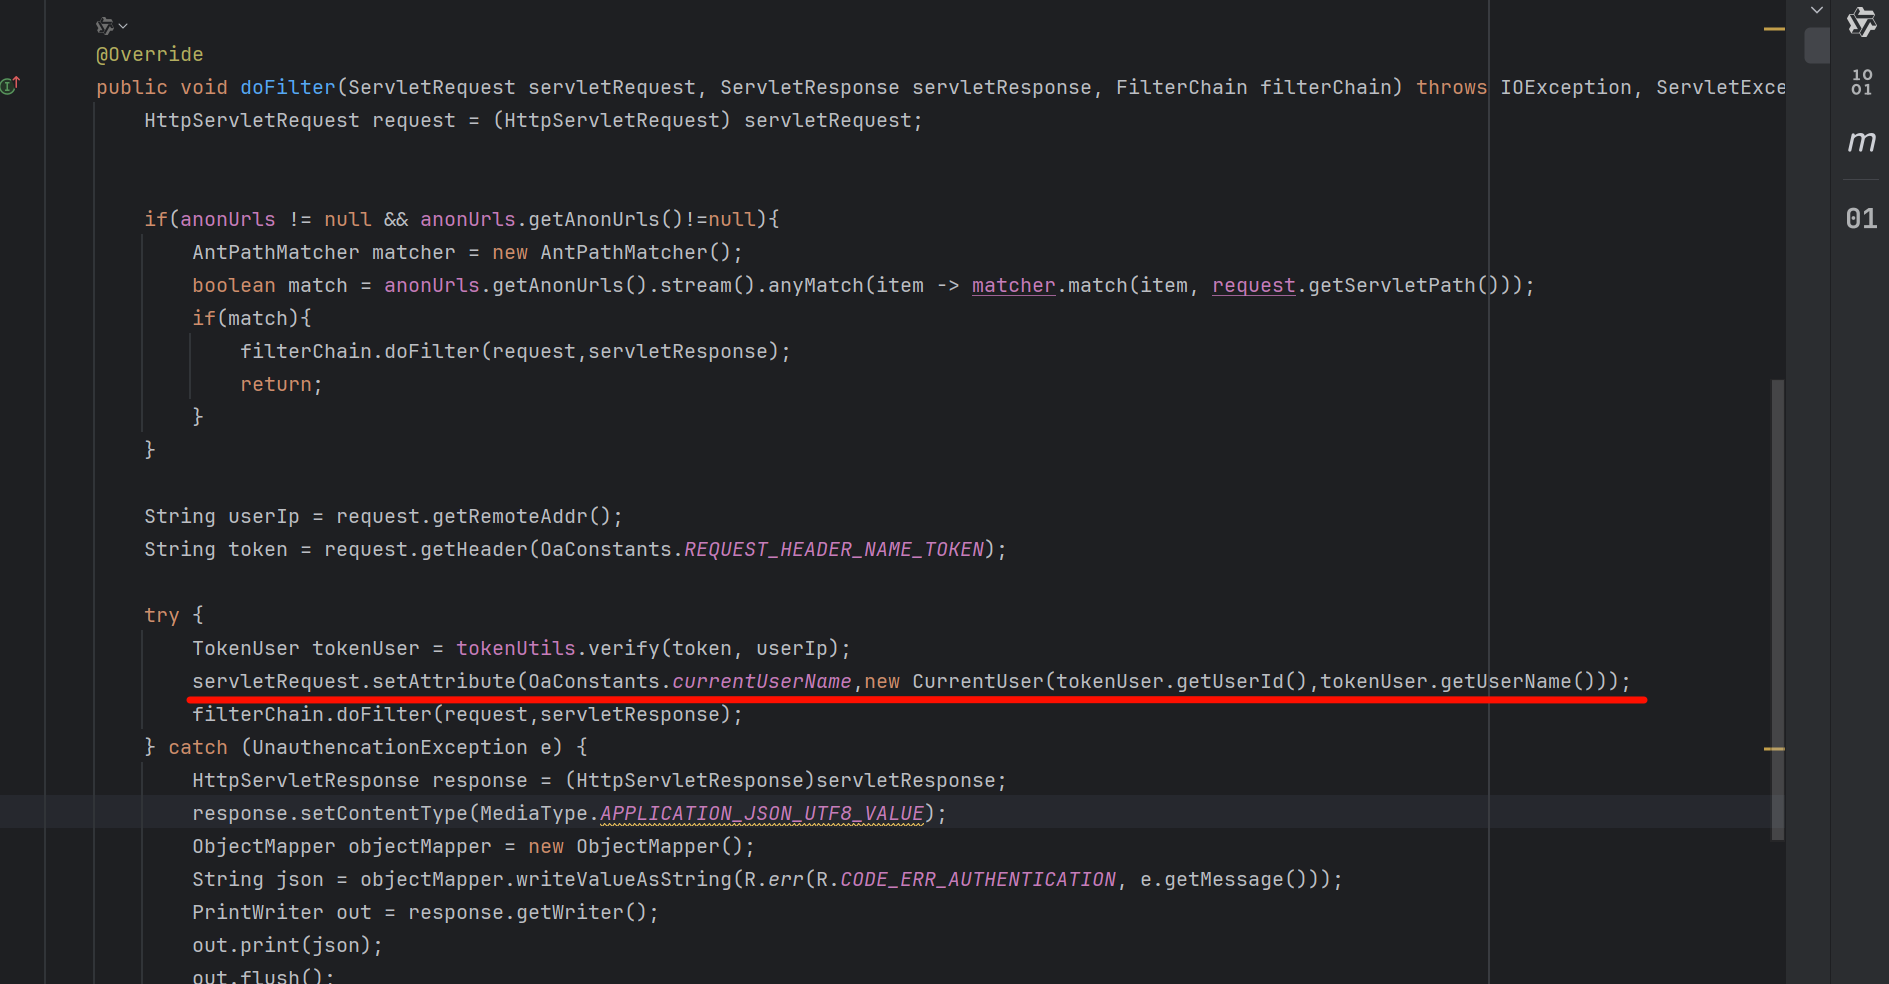 @Override
public void doFilter(ServletRequest servletRequest, ServletResponse servletResponse, FilterChain filterChain) throws IOException, ServletExce
HttpServletRequest request = (HttpServletRequest) servletRequest;
if(anonUrls != null && anonUrls.getAnonUrls()!=null){
AntPathMatcher matcher = new AntPathMatcher();
boolean match = anonUrls.getAnonUrls().stream().anyMatch(item -> matcher.match(item, request.getServletPath()));
if(match){
filterChain.doFilter(request,servletResponse);
return;
}
}
String userIp = request.getRemoteAddr();
String token = request.getHeader(OaConstants.REQUEST_HEADER_NAME_TOKEN);
try {
TokenUser tokenUser = tokenUtils.verify(token, userIp);
servletRequest.setAttribute(OaConstants.currentUserName,new CurrentUser(tokenUser.getUserId(),tokenUser.getUserName()));
filterChain.doFilter(request,servletResponse);
} catch (UnauthencationException e) {
HttpServletResponse response = (HttpServletResponse)servletResponse;
response.setContentType(MediaType.APPLICATION_JSON_UTF8_VALUE);
ObjectMapper objectMapper = new ObjectMapper();
String json = objectMapper.writeValueAsString(R.err(R.CODE_ERR_AUTHENTICATION, e.getMessage()));
PrintWriter out = response.getWriter();
out.print(json);
out.flush();
10
01
m
01